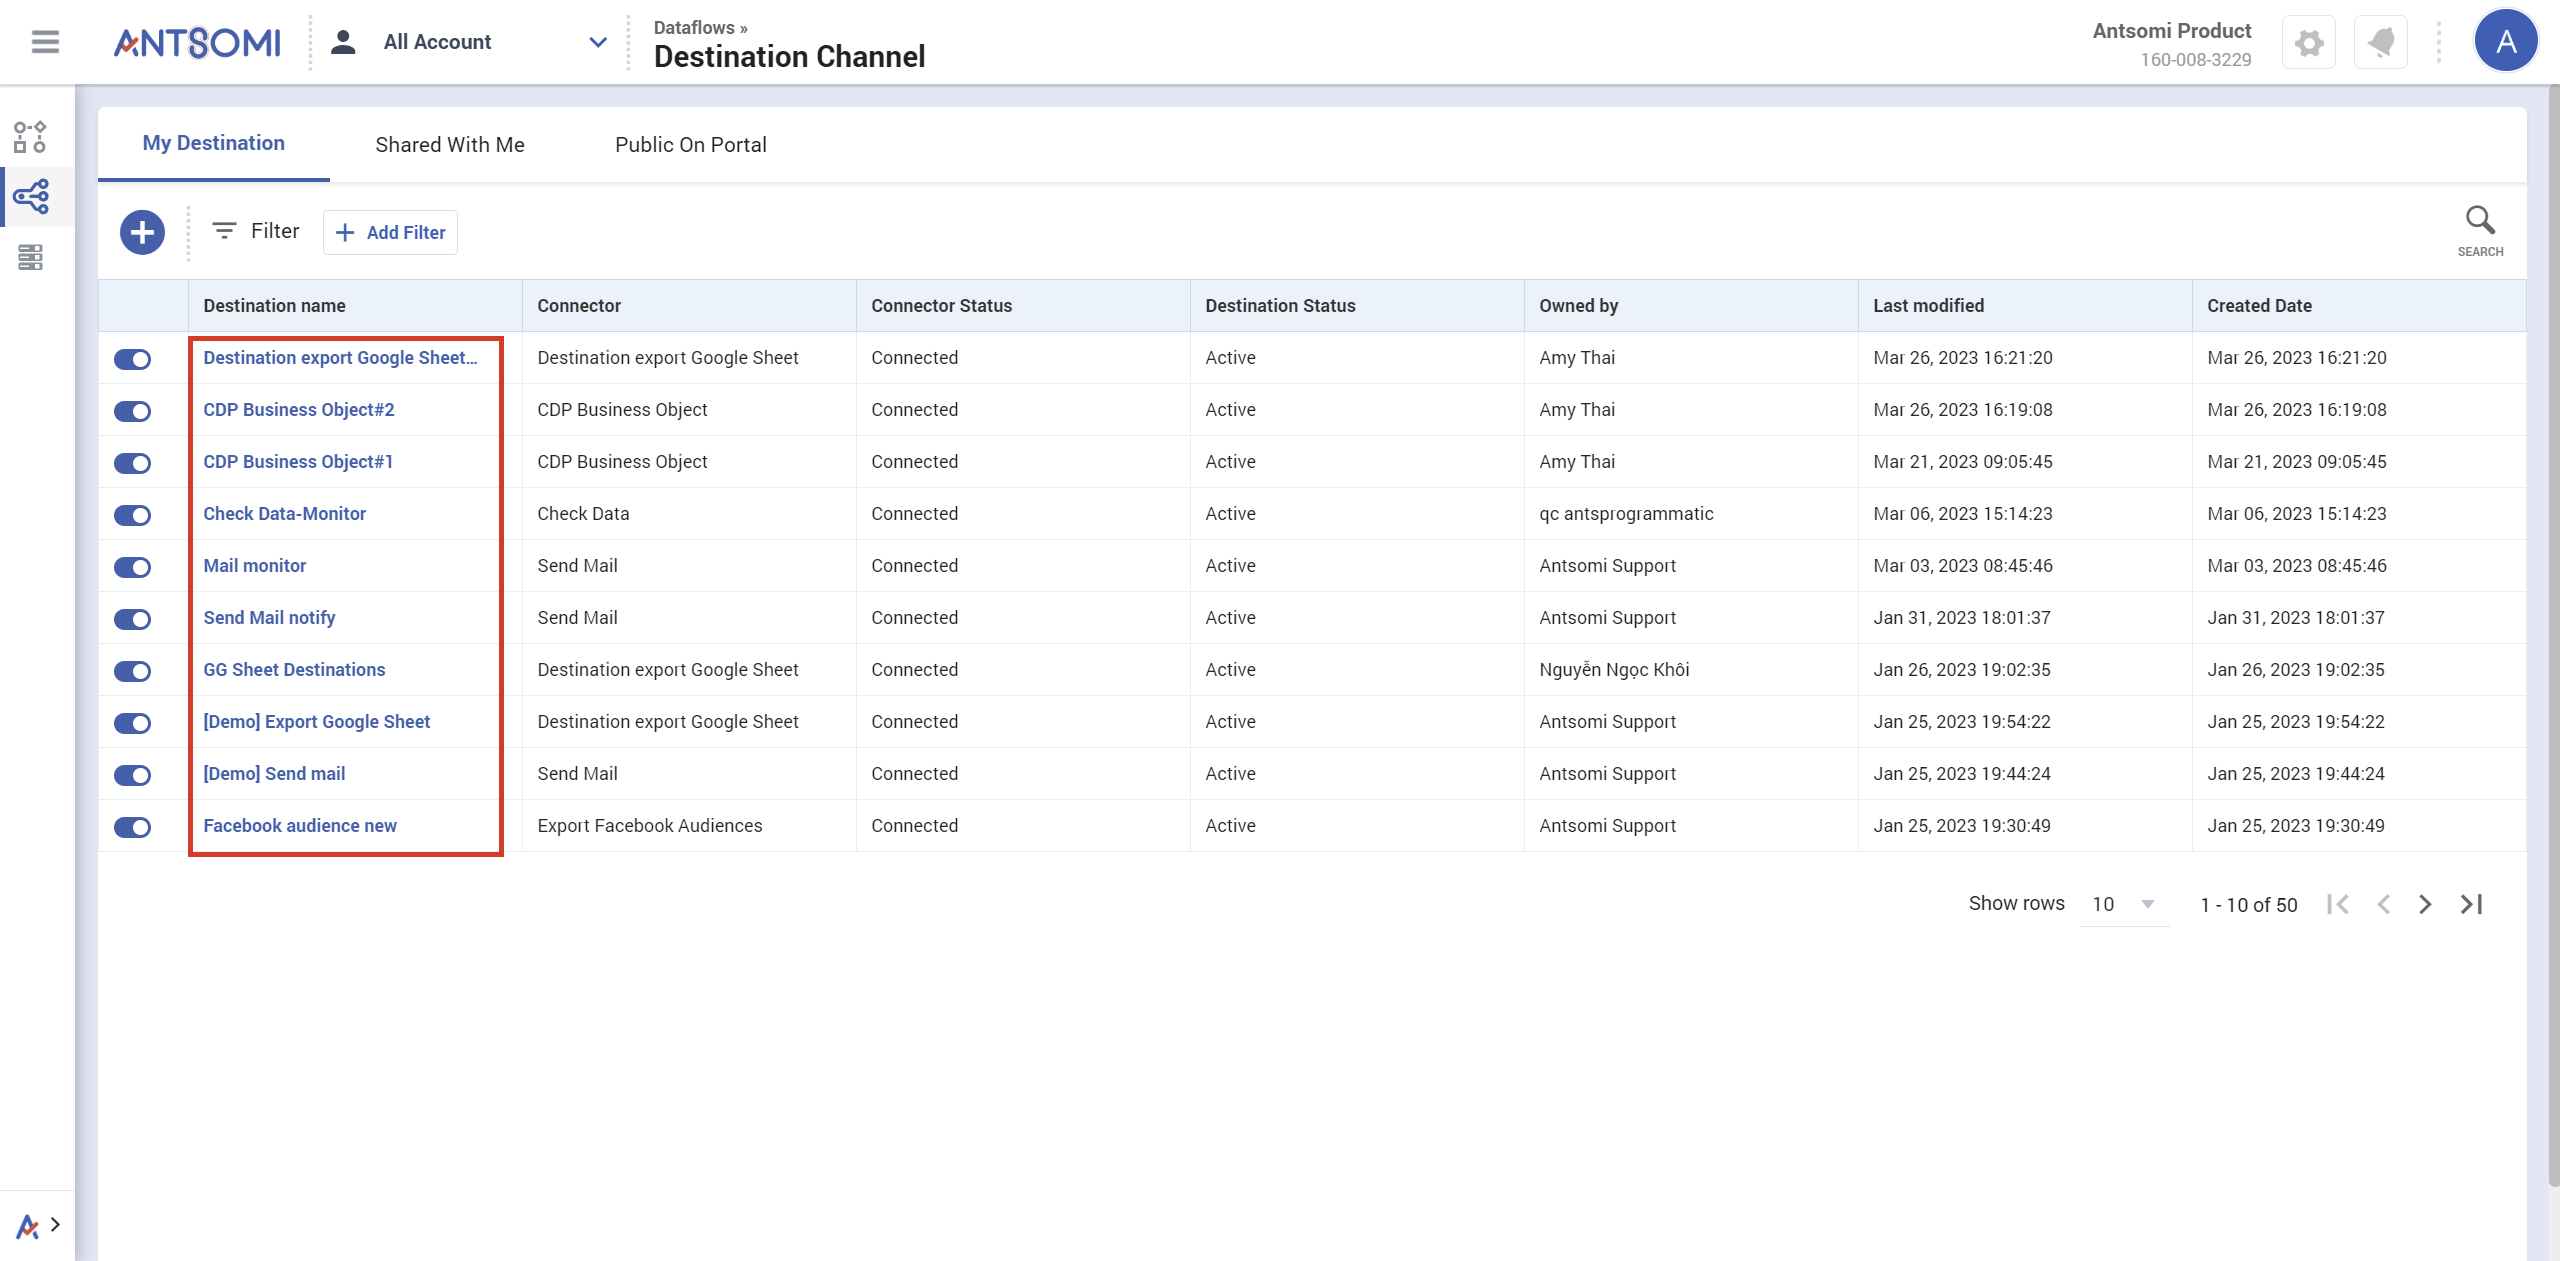 ANTSOMI
All Account
Dataflows »
Destination Channel
Antsomi Product
160-008-3229
A
My Destination
Shared With Me
Public On Portal
Filter
Add Filter
SEARCH
Destination name Connector Connector Status Destination Status Owned by Last modified Created Date
Destination export Google Sheet... Destination export Google Sheet Connected Active Amy Thai Mar 26, 2023 16:21:20 Mar 26, 2023 16:21:20
CDP Business Object#2 CDP Business Object Connected Active Amy Thai Mar 26, 2023 16:19:08 Mar 26, 2023 16:19:08
CDP Business Object#1 CDP Business Object Connected Active Amy Thai Mar 21, 2023 09:05:45 Mar 21, 2023 09:05:45
Check Data-Monitor Check Data Connected Active qc antsprogrammatic Mar 06, 2023 15:14:23 Mar 06, 2023 15:14:23
Mail monitor Send Mail Connected Active Antsomi Support Mar 03, 2023 08:45:46 Mar 03, 2023 08:45:46
Send Mail notify Send Mail Connected Active Antsomi Support Jan 31, 2023 18:01:37 Jan 31, 2023 18:01:37
GG Sheet Destinations Destination export Google Sheet Connected Active Nguyễn Ngọc Khôi Jan 26, 2023 19:02:35 Jan 26, 2023 19:02:35
[Demo] Export Google Sheet Destination export Google Sheet Connected Active Antsomi Support Jan 25, 2023 19:54:22 Jan 25, 2023 19:54:22
[Demo] Send mail Send Mail Connected Active Antsomi Support Jan 25, 2023 19:44:24 Jan 25, 2023 19:44:24
Facebook audience new Export Facebook Audiences Connected Active Antsomi Support Jan 25, 2023 19:30:49 Jan 25, 2023 19:30:49
Show rows 10 1 - 10 of 50